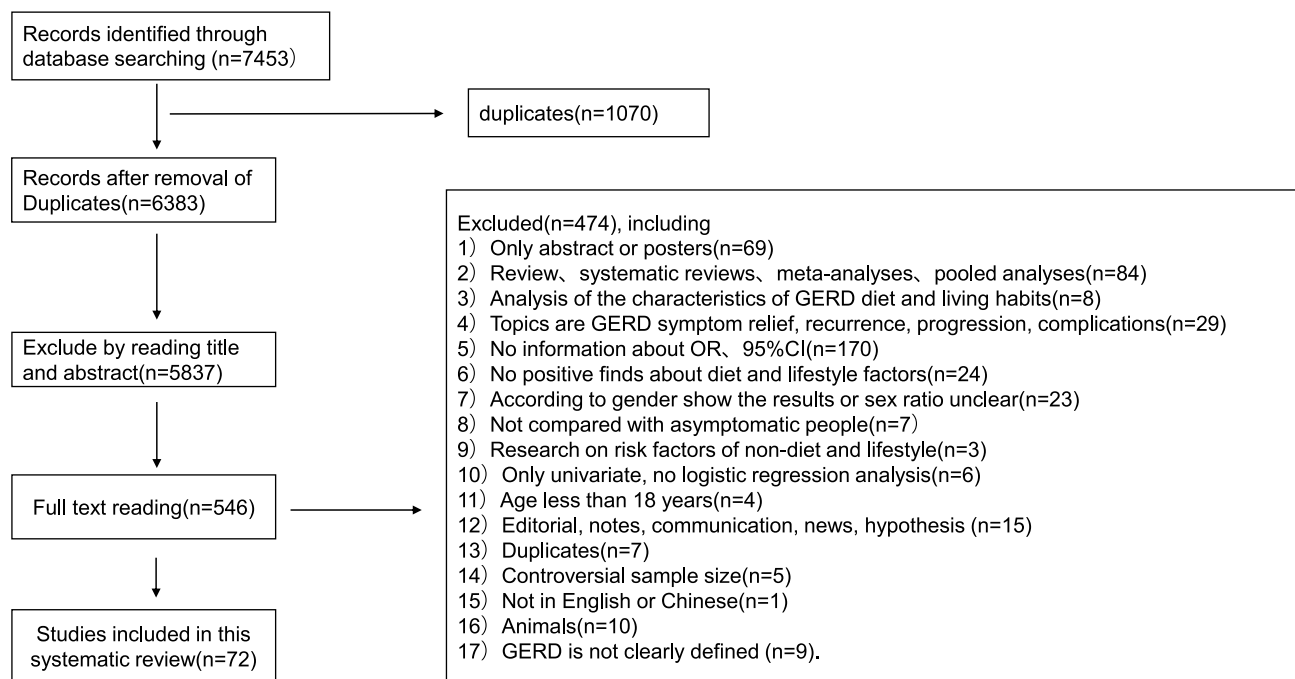 Records identified through
database searching (n=7453）
duplicates(n=1070)
Records after removal of
Duplicates(n=6383)
Exclude by reading title
and abstract(n=5837)
Full text reading(n=546)
Excluded(n=474), including
1）Only abstract or posters(n=69)
2）Review、systematic reviews、meta-analyses、pooled analyses(n=84)
3）Analysis of the characteristics of GERD diet and living habits(n=8)
4）Topics are GERD symptom relief, recurrence, progression, complications(n=29)
5）No information about OR、95%CI(n=170)
6）No positive finds about diet and lifestyle factors(n=24)
7）According to gender show the results or sex ratio unclear(n=23)
8）Not compared with asymptomatic people(n=7）
9）Research on risk factors of non-diet and lifestyle(n=3)
10）Only univariate, no logistic regression analysis(n=6)
11）Age less than 18 years(n=4)
12）Editorial, notes, communication, news, hypothesis (n=15)
13）Duplicates(n=7)
14）Controversial sample size(n=5)
15）Not in English or Chinese(n=1)
16）Animals(n=10)
17）GERD is not clearly defined (n=9).
Studies included in this
systematic review(n=72)